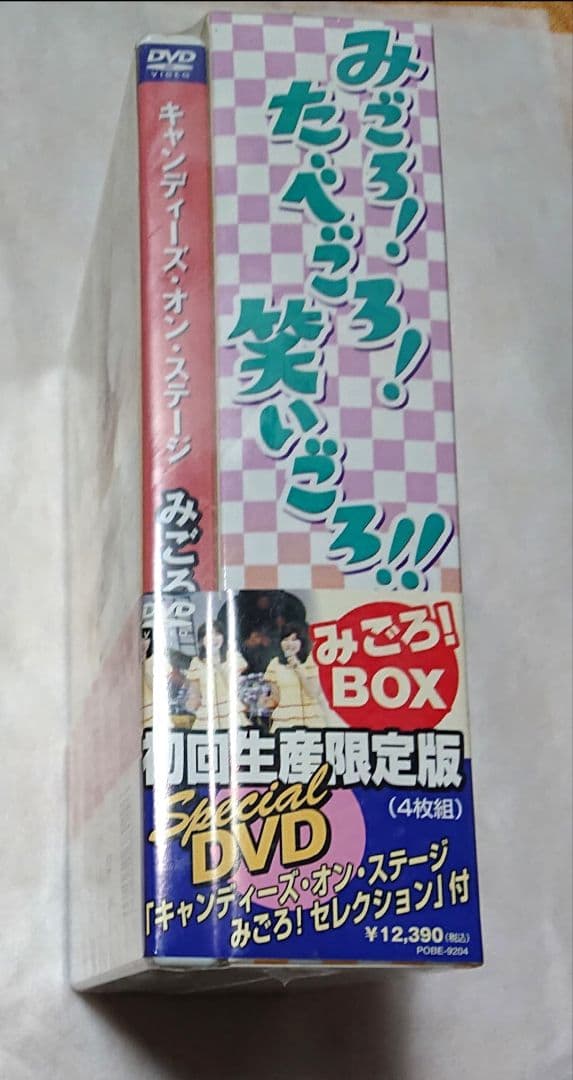 DVD
VIDEO
キャンディーズ・オン・ステージ
みごろ
みごろ!
たべごろ!
笑いごろ!!
みごろ!
BOX
初回生産限定版
(4枚組)
Special
DVD
「キャンディーズ・オン・ステージ
みごろ! セレクション」付
¥12,390(税込)
POBE-9204